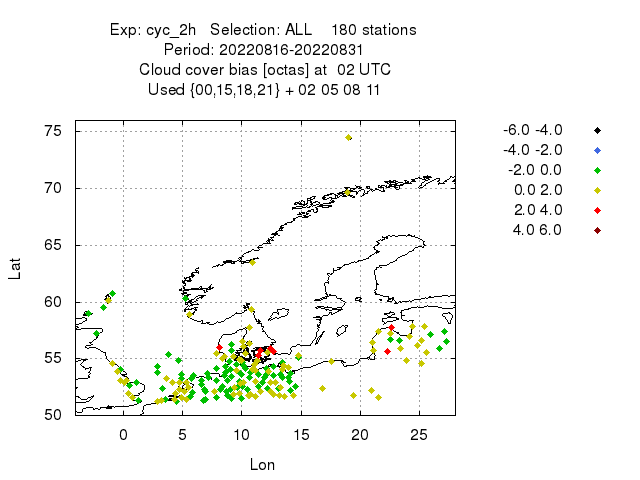 Exp: cyc_2h   Selection: ALL    180 stations
Period: 20220816-20220831
Cloud cover bias [octas] at  02 UTC
Used {00,15,18,21} + 02 05 08 11
75
70
65
60
55
50
Lat
0 5 10 15 20 25
Lon
-6.0 -4.0
-4.0 -2.0
-2.0 0.0
0.0 2.0
2.0 4.0
4.0 6.0